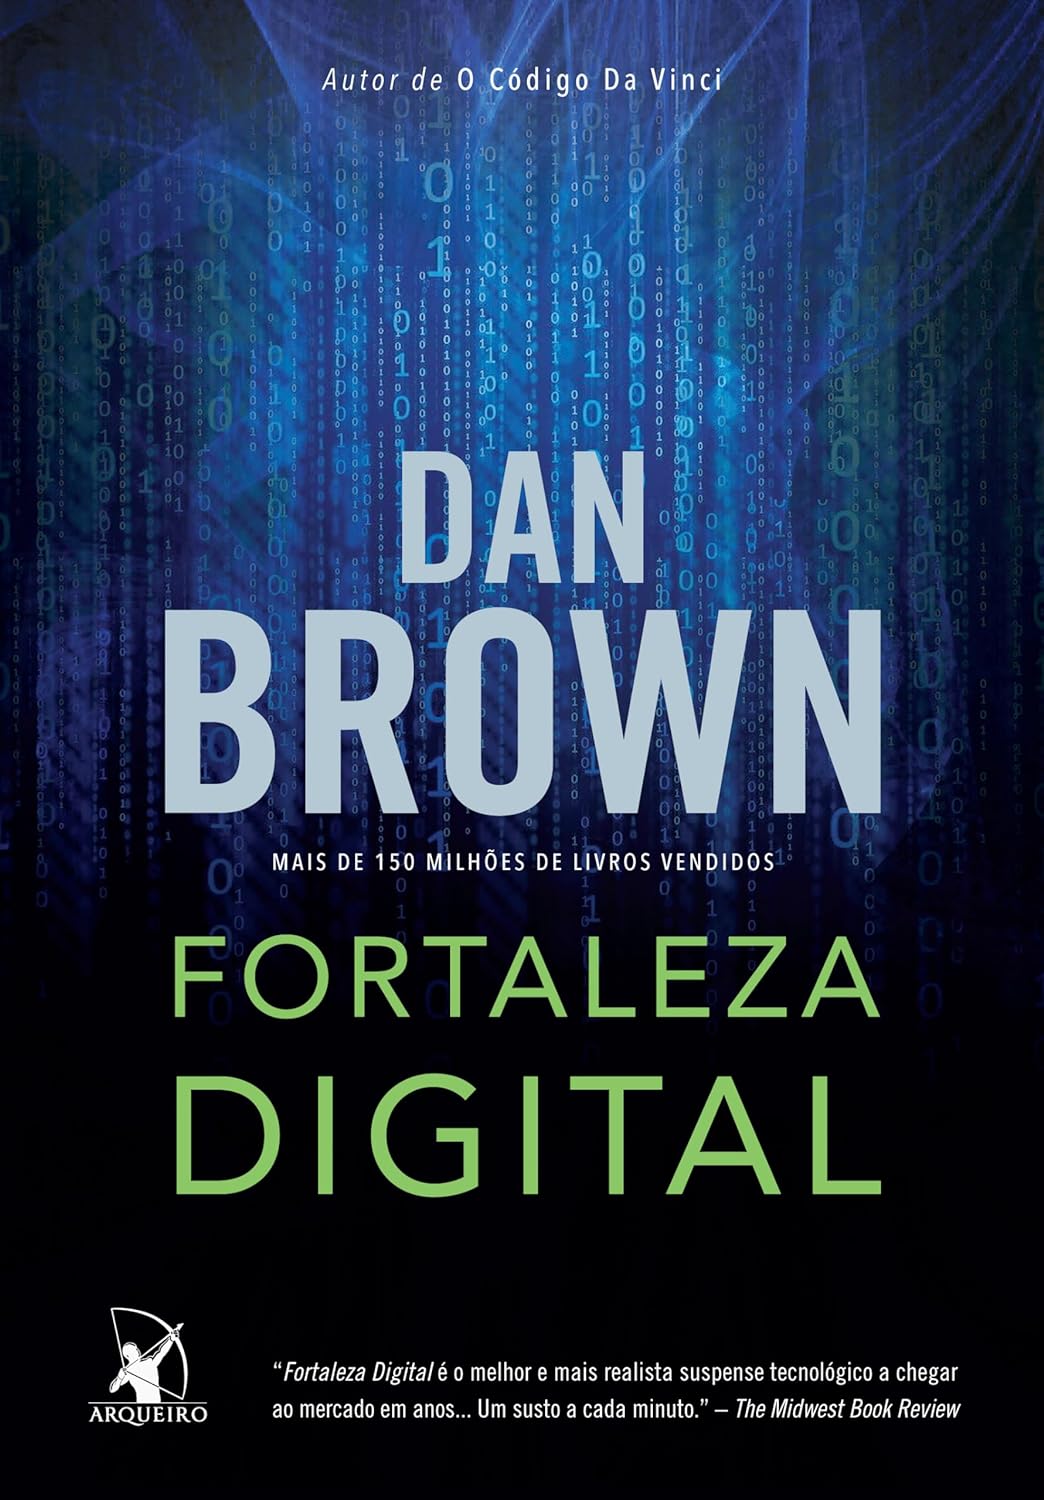 Autor de O Código Da Vinci
DAN
BROWN
MAIS DE 150 MILHÕES DE LIVROS VENDIDOS
FORTALEZA
DIGITAL
ARQUEIRO
“Fortaleza Digital é o melhor e mais realista suspense tecnológico a chegar
ao mercado em anos... Um susto a cada minuto.” – The Midwest Book Review